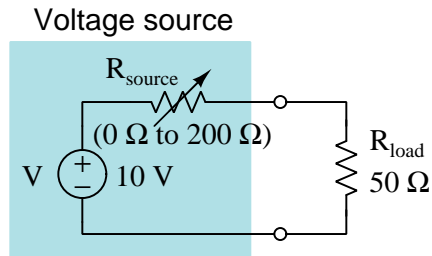 Voltage source
R_source
(0 Ω to 200 Ω)
V
+
−
10 V
R_load
50 Ω